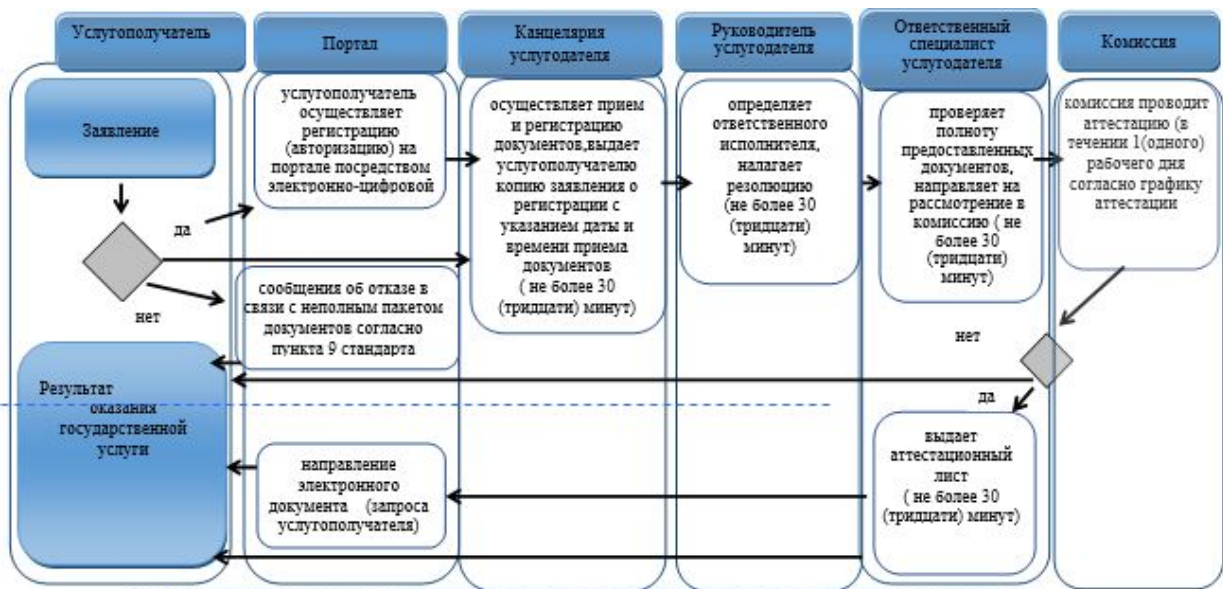 Услугополучатель
Портал
Канцелярия
услугодателя
Руководитель
услугодателя
Ответственный
специалист
услугодателя
Комиссия
Заявление
услугополучатель
осуществляет
регистрацию
(авторизацию) на
портале посредством
электронно-цифровой
осуществляет прием
и регистрацию
документов,выдает
услугополучателю
копию заявления о
регистрации с
указанием даты и
времени приема
документов
( не более 30
(тридцати) минут)
определяет
ответственного
исполнителя,
налагает
резолюцию
(не более 30
(тридцати)
минут)
проверяет
полноту
предоставленных
документов,
направляет на
рассмотрение в
комиссию ( не
более 30
(тридцати)
минут)
комиссия проводит
аттестацию (в
течении 1(одного)
рабочего дня
согласно графику
аттестации
да
нет
сообщения об отказе в
связи с неполным пакетом
документов согласно
пункта 9 стандарта
нет
да
Результат
оказания
государственной
услуги
направление
электронного
документа (запроса
услугополучателя)
выдает
аттестационный
лист
( не более 30
(тридцати) минут)